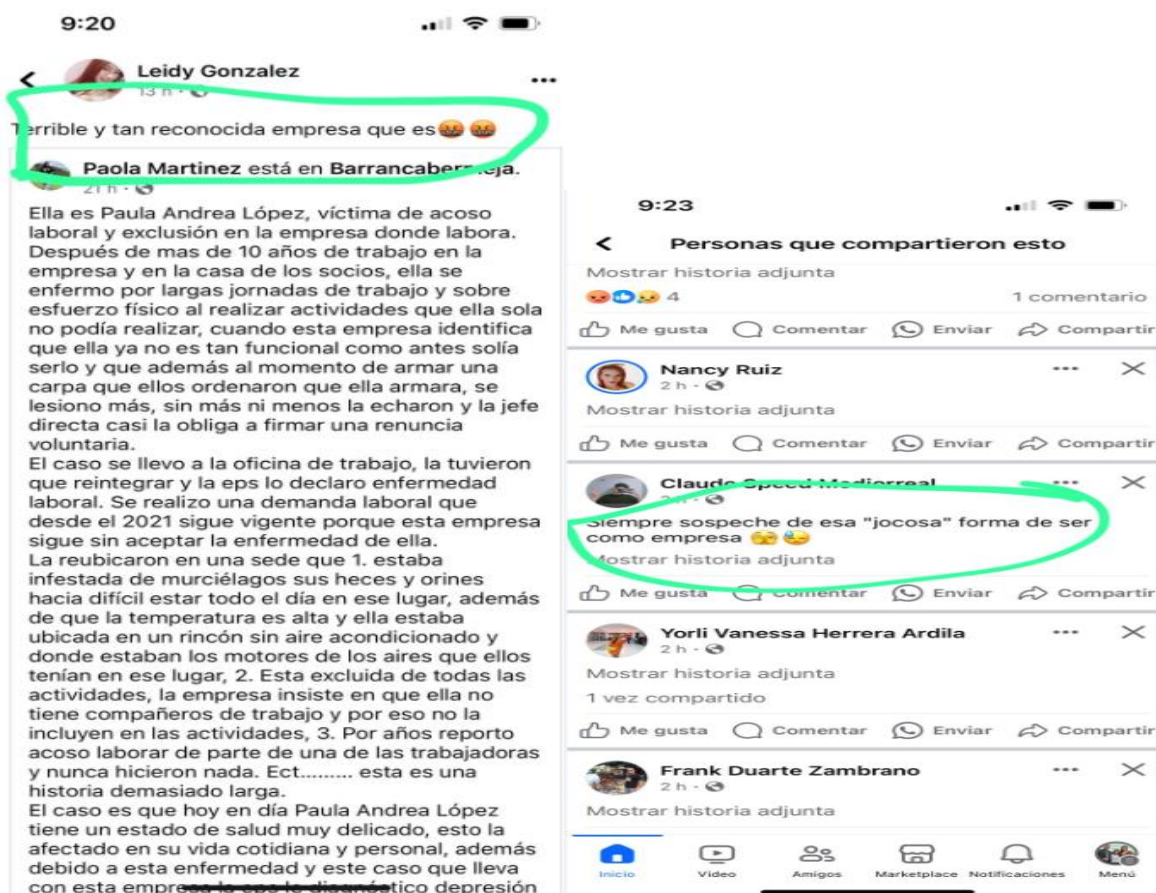 9:20
Leidy Gonzalez
13 h
Terrible y tan reconocida empresa que es
Paola Martinez está en Barrancabermeja.
21 h
Ella es Paula Andrea López, víctima de acoso
laboral y exclusión en la empresa donde labora.
Después de mas de 10 años de trabajo en la
empresa y en la casa de los socios, ella se
enfermo por largas jornadas de trabajo y sobre
esfuerzo físico al realizar actividades que ella sola
no podía realizar, cuando esta empresa identifica
que ella ya no es tan funcional como antes solía
serlo y que además al momento de armar una
carpa que ellos ordenaron que ella armara, se
lesiono más, sin más ni menos la echaron y la jefe
directa casi la obliga a firmar una renuncia
voluntaria.
El caso se llevo a la oficina de trabajo, la tuvieron
que reintegrar y la eps lo declaro enfermedad
laboral. Se realizo una demanda laboral que
desde el 2021 sigue vigente porque esta empresa
sigue sin aceptar la enfermedad de ella.
La reubicaron en una sede que 1. estaba
infestada de murciélagos sus heces y orines
hacia difícil estar todo el día en ese lugar, además
de que la temperatura es alta y ella estaba
ubicada en un rincón sin aire acondicionado y
donde estaban los motores de los aires que ellos
tenían en ese lugar, 2. Esta excluida de todas las
actividades, la empresa insiste en que ella no
tiene compañeros de trabajo y por eso no la
incluyen en las actividades, 3. Por años reporto
acoso laborar de parte de una de las trabajadoras
y nunca hicieron nada. Ect......... esta es una
historia demasiado larga.
El caso es que hoy en día Paula Andrea López
tiene un estado de salud muy delicado, esto la
afectado en su vida cotidiana y personal, además
debido a esta enfermedad y este caso que lleva
con esta empresa la eps le diagnóstico depresión
9:23
Personas que compartieron esto
Mostrar historia adjunta
4
1 comentario
Me gusta Comentar Enviar Compartir
Nancy Ruiz
2 h
Mostrar historia adjunta
Me gusta Comentar Enviar Compartir
Claude Speed Mediorreal
2 h
Siempre sospeche de esa "jocosa" forma de ser
como empresa
Mostrar historia adjunta
Me gusta Comentar Enviar Compartir
Yorli Vanessa Herrera Ardila
2 h
Mostrar historia adjunta
1 vez compartido
Me gusta Comentar Enviar Compartir
Frank Duarte Zambrano
2 h
Mostrar historia adjunta
Inicio Video Amigos Marketplace Notificaciones Menú